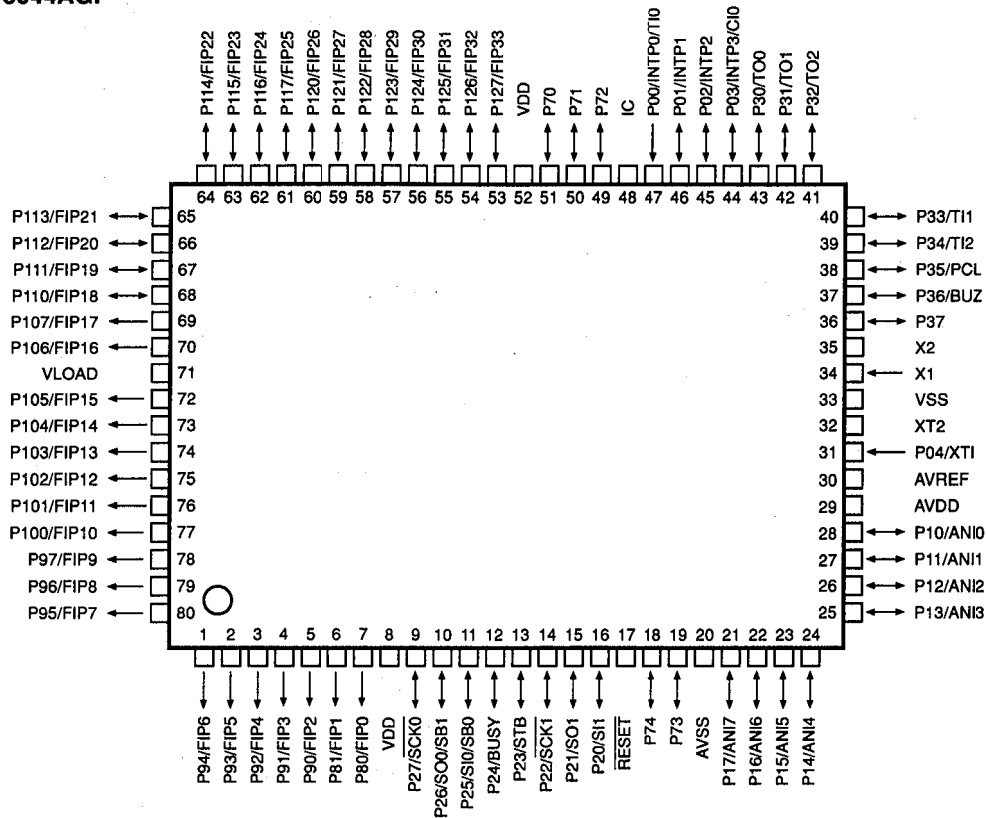 P114/FIP22
P115/FIP23
P116/FIP24
P117/FIP25
P120/FIP26
P121/FIP27
P122/FIP28
P123/FIP29
P124/FIP30
P125/FIP31
P126/FIP32
P127/FIP33
VDD
P70
P71
P72
IC
P00/INTP0/TI0
P01/INTP1
P02/INTP2
P03/INTP3/CI0
P30/TO0
P31/TO1
P32/TO2
64 63 62 61 60 59 58 57 56 55 54 53 52 51 50 49 48 47 46 45 44 43 42 41
P113/FIP21 65
P112/FIP20 66
P111/FIP19 67
P110/FIP18 68
P107/FIP17 69
P106/FIP16 70
VLOAD 71
P105/FIP15 72
P104/FIP14 73
P103/FIP13 74
P102/FIP12 75
P101/FIP11 76
P100/FIP10 77
P97/FIP9 78
P96/FIP8 79
P95/FIP7 80
40 P33/TI1
39 P34/TI2
38 P35/PCL
37 P36/BUZ
36 P37
35 X2
34 X1
33 VSS
32 XT2
31 P04/XTI
30 AVREF
29 AVDD
28 P10/ANI0
27 P11/ANI1
26 P12/ANI2
25 P13/ANI3
1 2 3 4 5 6 7 8 9 10 11 12 13 14 15 16 17 18 19 20 21 22 23 24
P94/FIP6
P93/FIP5
P92/FIP4
P91/FIP3
P90/FIP2
P81/FIP1
P80/FIP0
VDD
P27/SCK0
P26/SO0/SB1
P25/SI0/SB0
P24/BUSY
P23/STB
P22/SCK1
P21/SO1
P20/SI1
RESET
P74
P73
AVSS
P17/ANI7
P16/ANI6
P15/ANI5
P14/ANI4